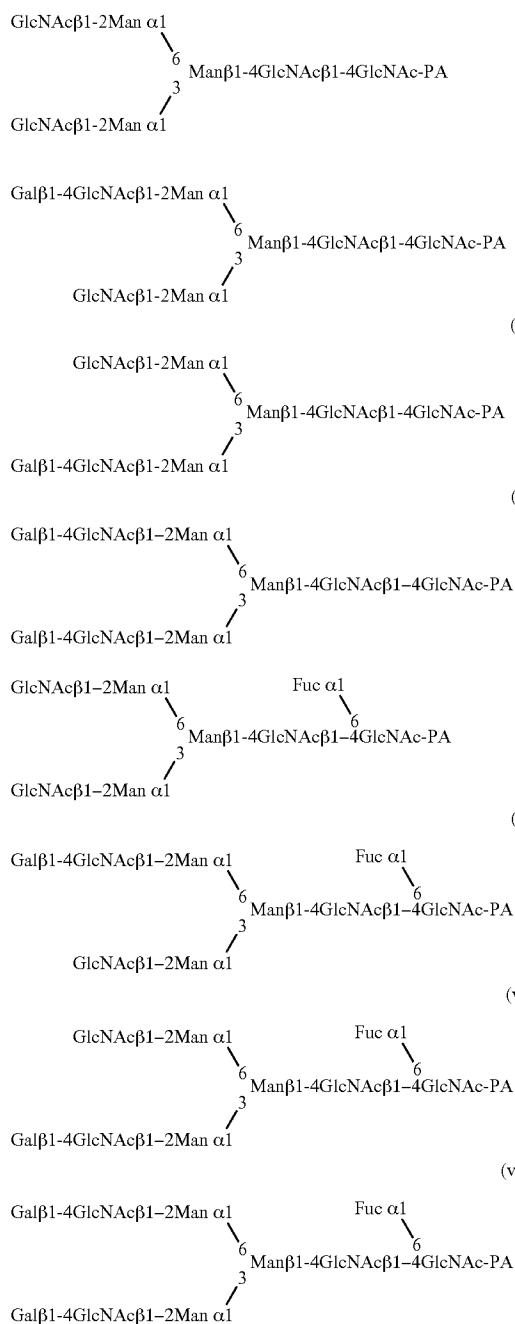 GlcNAcβ1-2Man α1
6
Manβ1-4GlcNAcβ1-4GlcNAc-PA
3
GlcNAcβ1-2Man α1
Galβ1-4GlcNAcβ1-2Man α1
6
Manβ1-4GlcNAcβ1-4GlcNAc-PA
3
GlcNAcβ1-2Man α1
(
GlcNAcβ1-2Man α1
6
Manβ1-4GlcNAcβ1-4GlcNAc-PA
3
Galβ1-4GlcNAcβ1-2Man α1
(
Galβ1-4GlcNAcβ1–2Man α1
6
Manβ1-4GlcNAcβ1–4GlcNAc-PA
3
Galβ1-4GlcNAcβ1–2Man α1
GlcNAcβ1–2Man α1 Fuc α1
6 6
Manβ1-4GlcNAcβ1–4GlcNAc-PA
3
GlcNAcβ1–2Man α1
(
Galβ1-4GlcNAcβ1–2Man α1 Fuc α1
6 6
Manβ1-4GlcNAcβ1–4GlcNAc-PA
3
GlcNAcβ1–2Man α1
(v
GlcNAcβ1–2Man α1 Fuc α1
6 6
Manβ1-4GlcNAcβ1–4GlcNAc-PA
3
Galβ1-4GlcNAcβ1–2Man α1
(v
Galβ1-4GlcNAcβ1–2Man α1 Fuc α1
6 6
Manβ1-4GlcNAcβ1–4GlcNAc-PA
3
Galβ1-4GlcNAcβ1–2Man α1